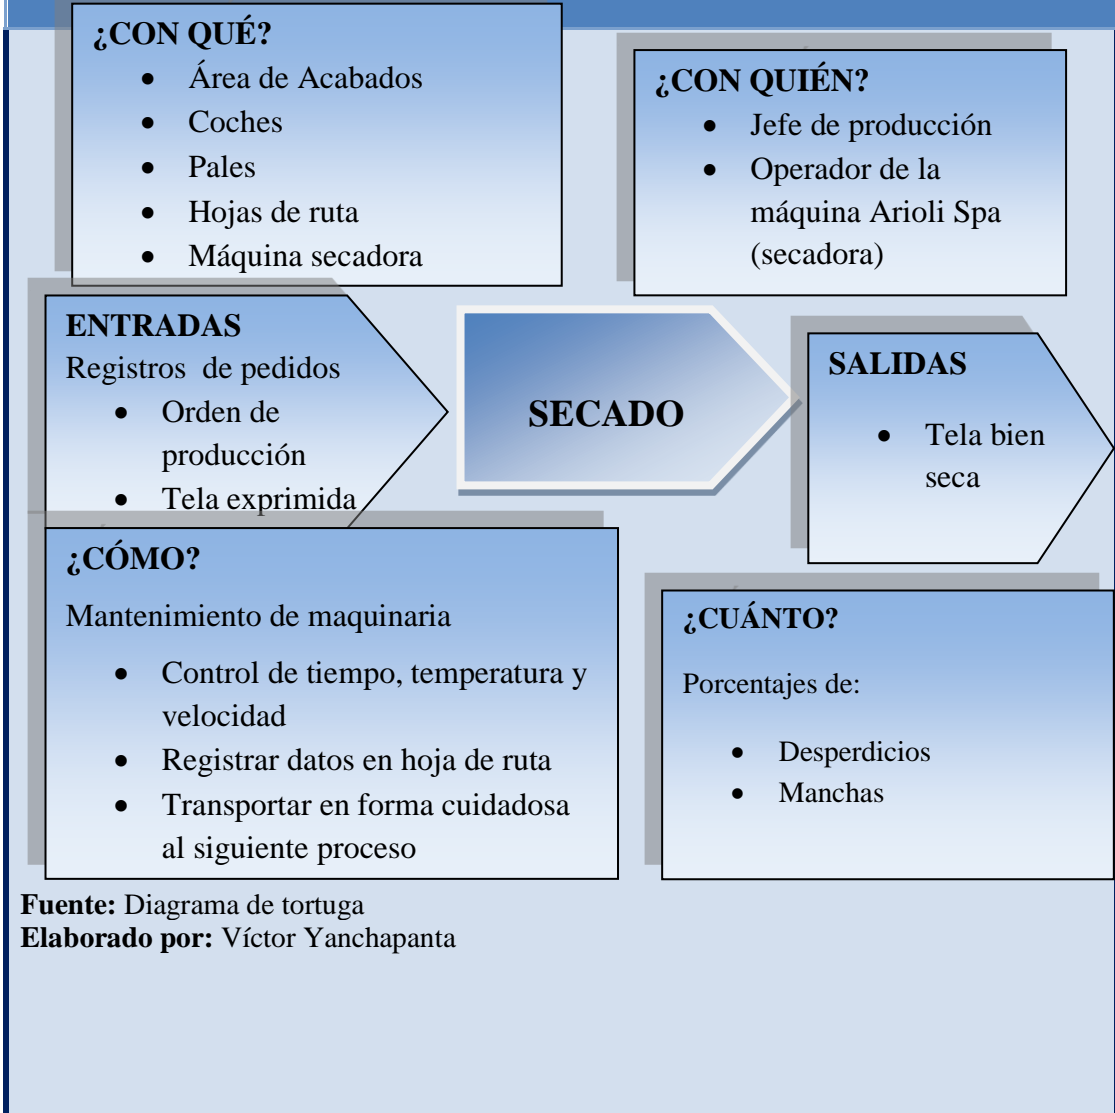 ¿CON QUÉ?
• Área de Acabados
• Coches
• Pales
• Hojas de ruta
• Máquina secadora
¿CON QUIÉN?
• Jefe de producción
• Operador de la
máquina Arioli Spa
(secadora)
ENTRADAS
Registros de pedidos
• Orden de
producción
• Tela exprimida
SECADO
SALIDAS
• Tela bien
seca
¿CÓMO?
Mantenimiento de maquinaria
• Control de tiempo, temperatura y
velocidad
• Registrar datos en hoja de ruta
• Transportar en forma cuidadosa
al siguiente proceso
¿CUÁNTO?
Porcentajes de:
• Desperdicios
• Manchas
Fuente: Diagrama de tortuga
Elaborado por: Víctor Yanchapanta